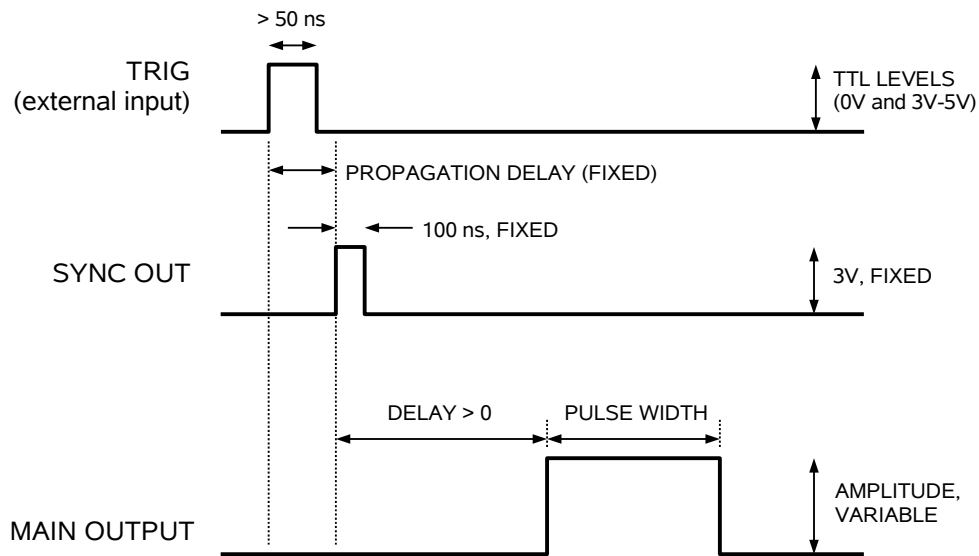 > 50 ns
TRIG
(external input)
TTL LEVELS
(0V and 3V-5V)
PROPAGATION DELAY (FIXED)
100 ns, FIXED
SYNC OUT
3V, FIXED
DELAY > 0
PULSE WIDTH
AMPLITUDE,
VARIABLE
MAIN OUTPUT